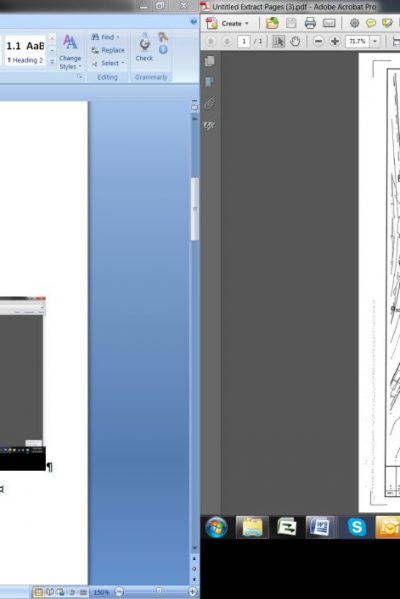 Untitled Extract Pages (3).pdf - Adobe Acrobat Pro
Create
1 / 1
71.7%
1.1 AaB
¶ Heading 2
Change
Styles
Find
Replace
Select
Editing
Check
Grammarly
¶
¤
150%